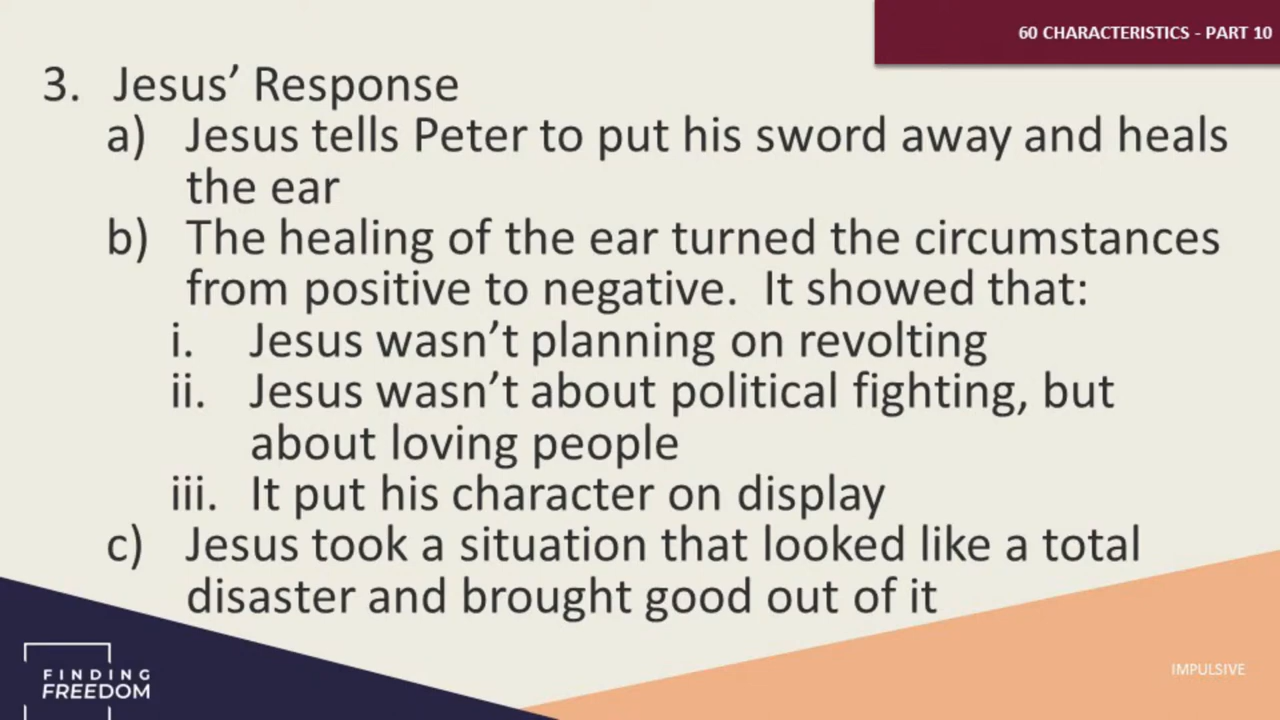 60 CHARACTERISTICS - PART 10
3. Jesus’ Response
a) Jesus tells Peter to put his sword away and heals
the ear
b) The healing of the ear turned the circumstances
from positive to negative. It showed that:
i. Jesus wasn’t planning on revolting
ii. Jesus wasn’t about political fighting, but
about loving people
iii. It put his character on display
c) Jesus took a situation that looked like a total
disaster and brought good out of it
FINDING
FREEDOM
IMPULSIVE